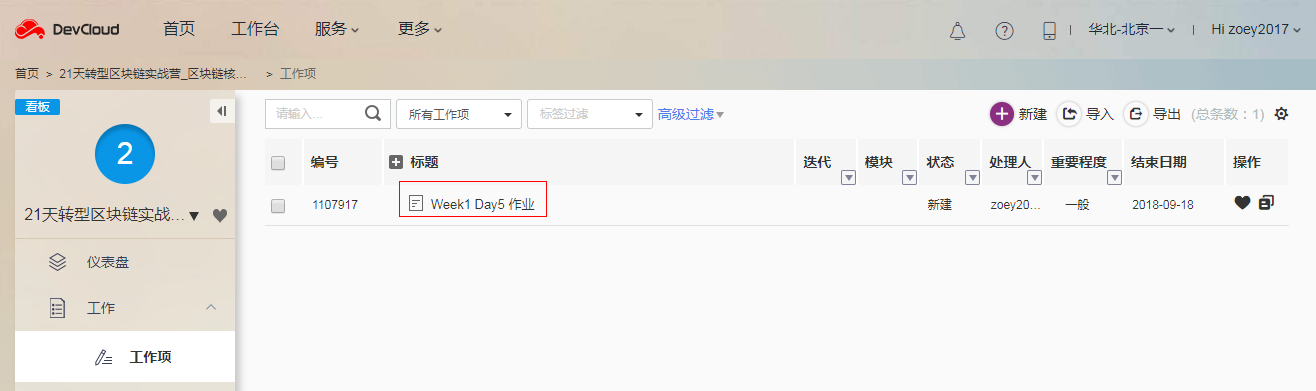 DevCloud 首页 工作台 服务 更多 华北-北京一 Hi zoey2017
首页 > 21天转型区块链实战营_区块链核... > 工作项
看板
请输入... 所有工作项 标签过滤 高级过滤 新建 导入 导出 (总条数：1)
2
编号 标题 迭代 模块 状态 处理人 重要程度 结束日期 操作
1107917 Week1 Day5 作业 新建 zoey20... 一般 2018-09-18
21天转型区块链实战...
仪表盘
工作
工作项